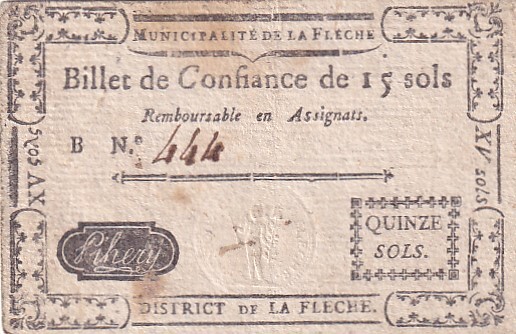 MUNICIPALITÉ DE LA FLECHE
Billet de Confiance de 15 sols
Remboursable en Assignats.
B N.º 444
XV sols
XV sols
Pihery
QUINZE
SOLS.
DISTRICT DE LA FLECHE.